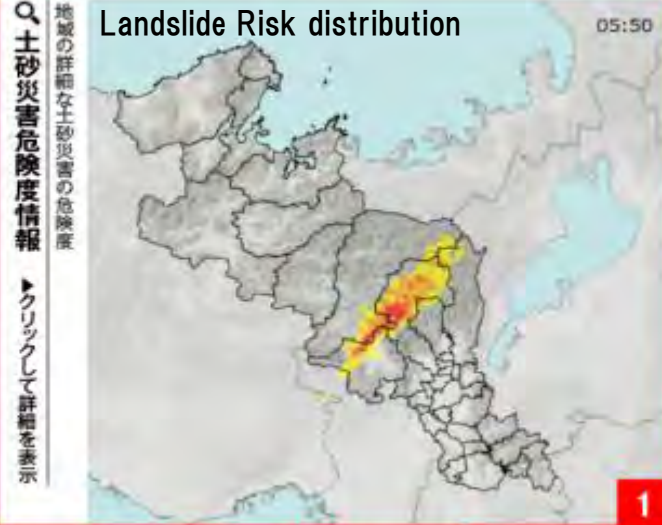 Landslide Risk distribution
05:50
地域の詳細な土砂災害の危険度
土砂災害危険度情報 ▶クリックして詳細を表示
1